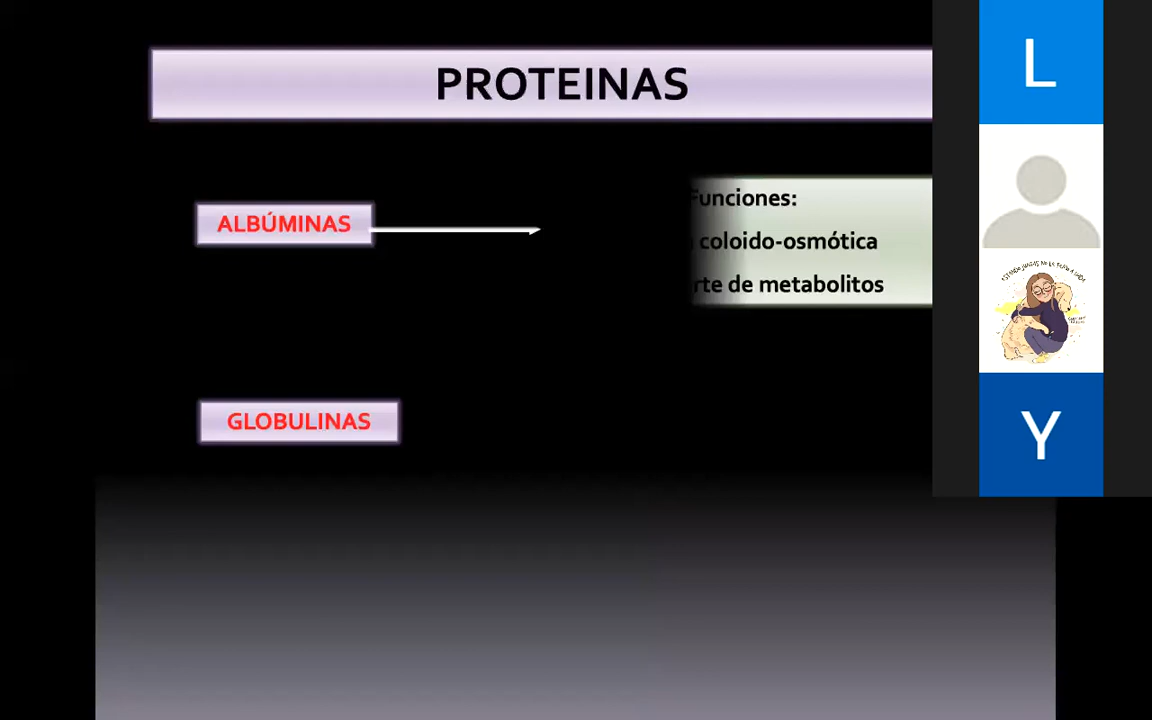 PROTEINAS
L
ALBÚMINAS
Funciones:
coloido-osmótica
rte de metabolitos
GLOBULINAS
Y